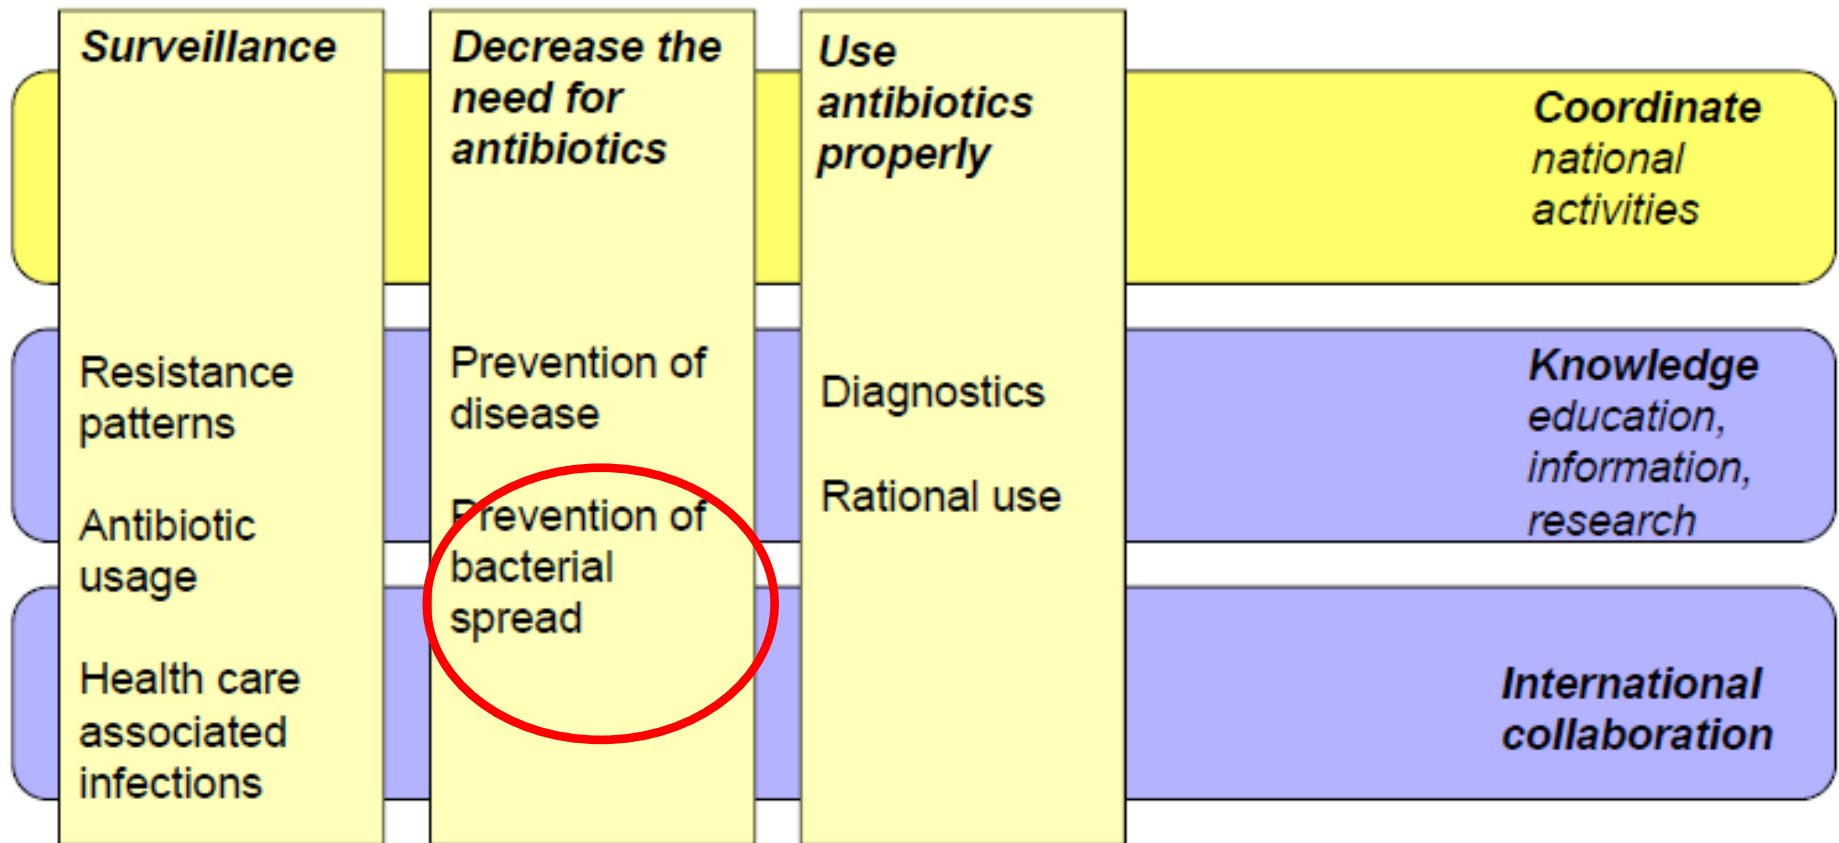 Surveillance
Resistance
patterns
Antibiotic
usage
Health care
associated
infections
Decrease the
need for
antibiotics
Prevention of
disease
Prevention of
bacterial
spread
Use
antibiotics
properly
Diagnostics
Rational use
Coordinate
national
activities
Knowledge
education,
information,
research
International
collaboration